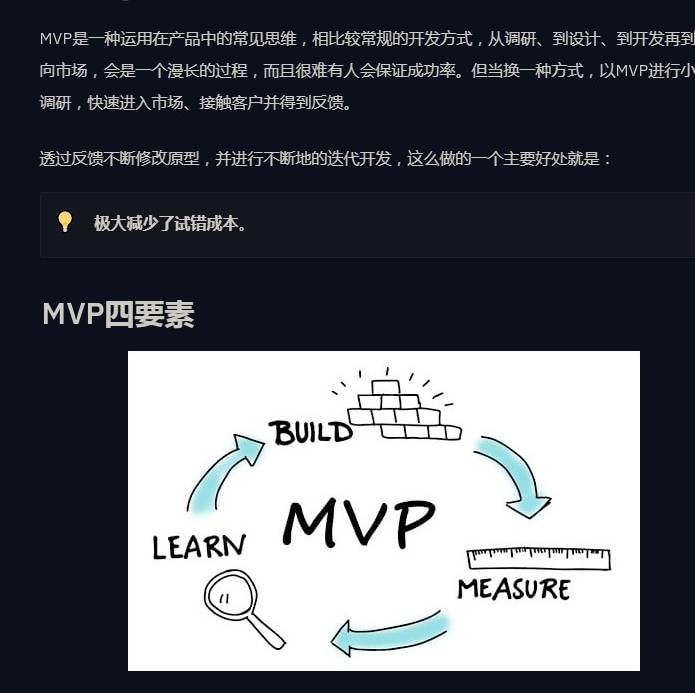 MVP是一种运用在产品中的常见思维，相比较常规的开发方式，从调研、到设计、到开发再到
向市场，会是一个漫长的过程，而且很难有人会保证成功率。但当换一种方式，以MVP进行小
调研，快速进入市场、接触客户并得到反馈。
透过反馈不断修改原型，并进行不断地的迭代开发，这么做的一个主要好处就是：
极大减少了试错成本。
MVP四要素
BUILD
MVP
LEARN
MEASURE